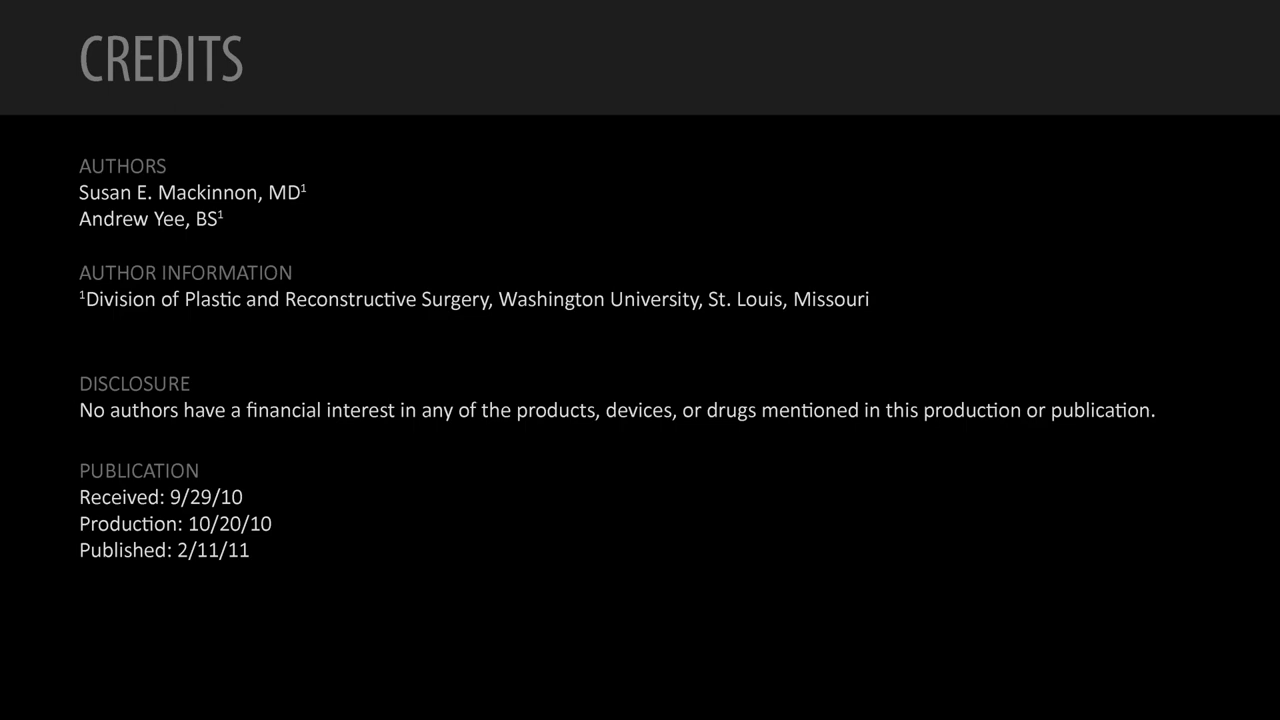 CREDITS
AUTHORS
Susan E. Mackinnon, MD¹
Andrew Yee, BS¹
AUTHOR INFORMATION
¹Division of Plastic and Reconstructive Surgery, Washington University, St. Louis, Missouri
DISCLOSURE
No authors have a financial interest in any of the products, devices, or drugs mentioned in this production or publication.
PUBLICATION
Received: 9/29/10
Production: 10/20/10
Published: 2/11/11